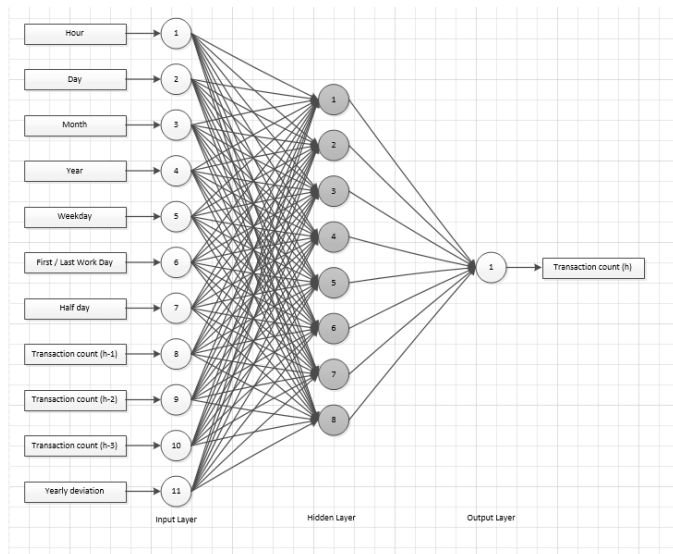 Hour
1
Day
2
Month
3
Year
4
Weekday
5
First / Last Work Day
6
Half day
7
Transaction count (h-1)
8
Transaction count (h-2)
9
Transaction count (h-3)
10
Yearly deviation
11
Input Layer
1
2
3
4
5
6
7
8
Hidden Layer
1
Transaction count (h)
Output Layer